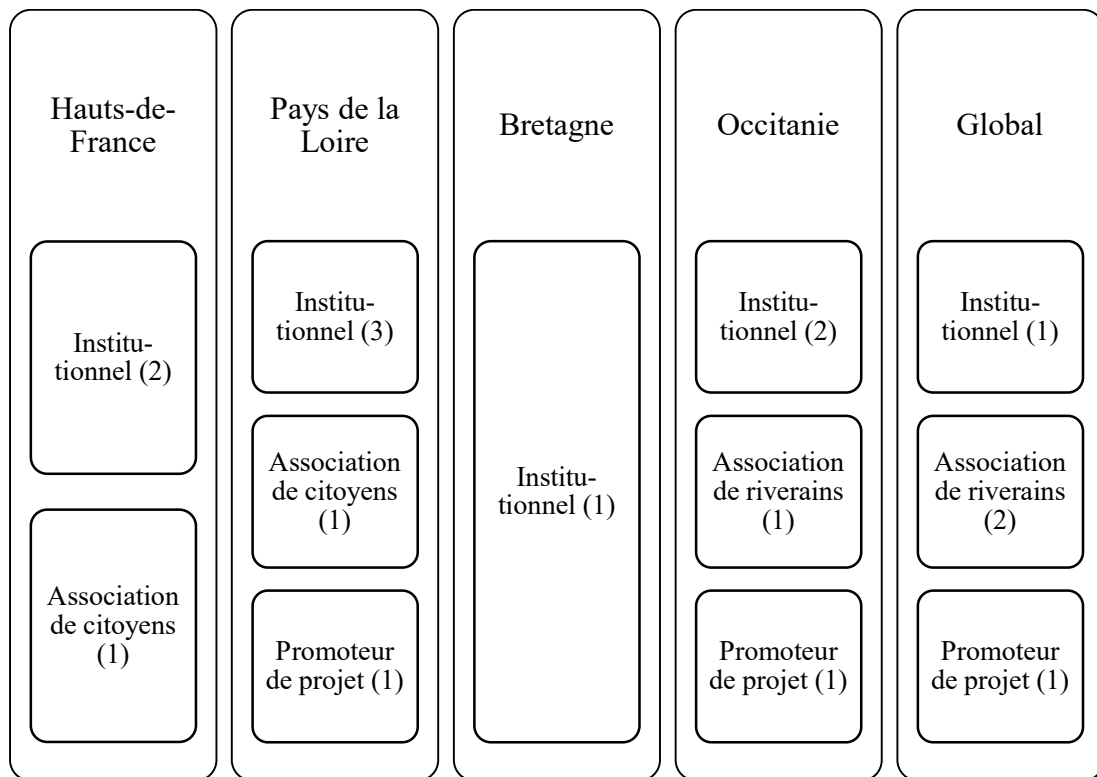 Hauts-de-
France
Institu-
tionnel (2)
Association
de citoyens
(1)
Pays de la
Loire
Institu-
tionnel (3)
Association
de citoyens
(1)
Promoteur
de projet (1)
Bretagne
Institu-
tionnel (1)
Occitanie
Institu-
tionnel (2)
Association
de riverains
(1)
Promoteur
de projet (1)
Global
Institu-
tionnel (1)
Association
de riverains
(2)
Promoteur
de projet (1)